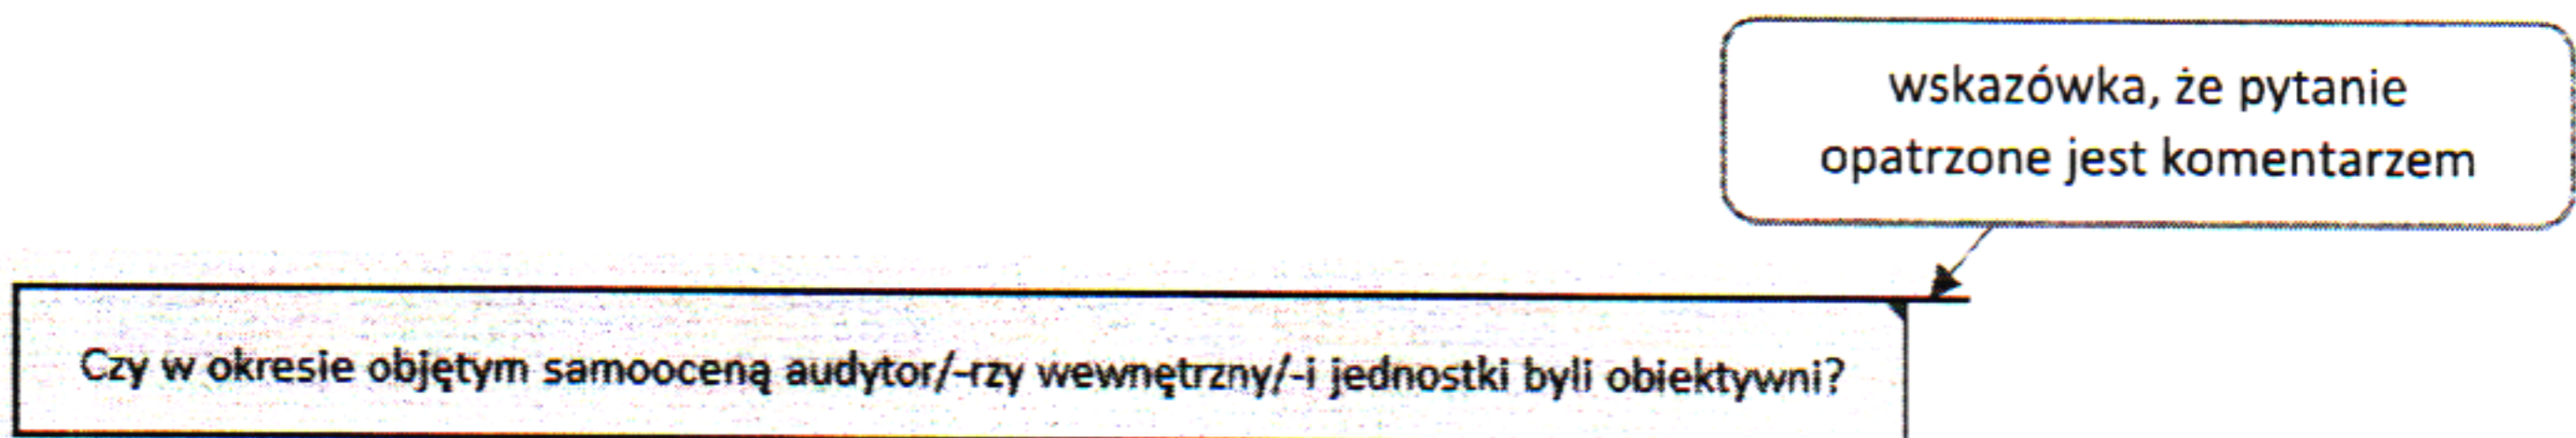 wskazówka, że pytanie
opatrzone jest komentarzem
Czy w okresie objętym samooceną audytor/-rzy wewnętrzny/-i jednostki byli obiektywni?